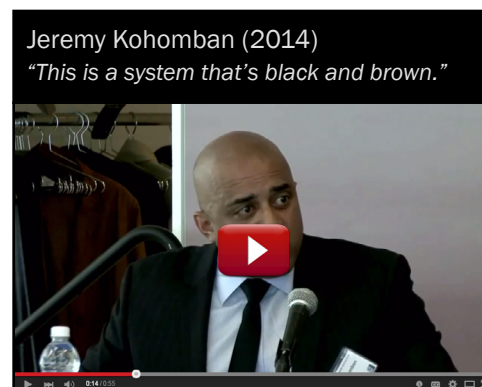 Jeremy Kohomban (2014)
“This is a system that’s black and brown.”
0:14 / 0:55